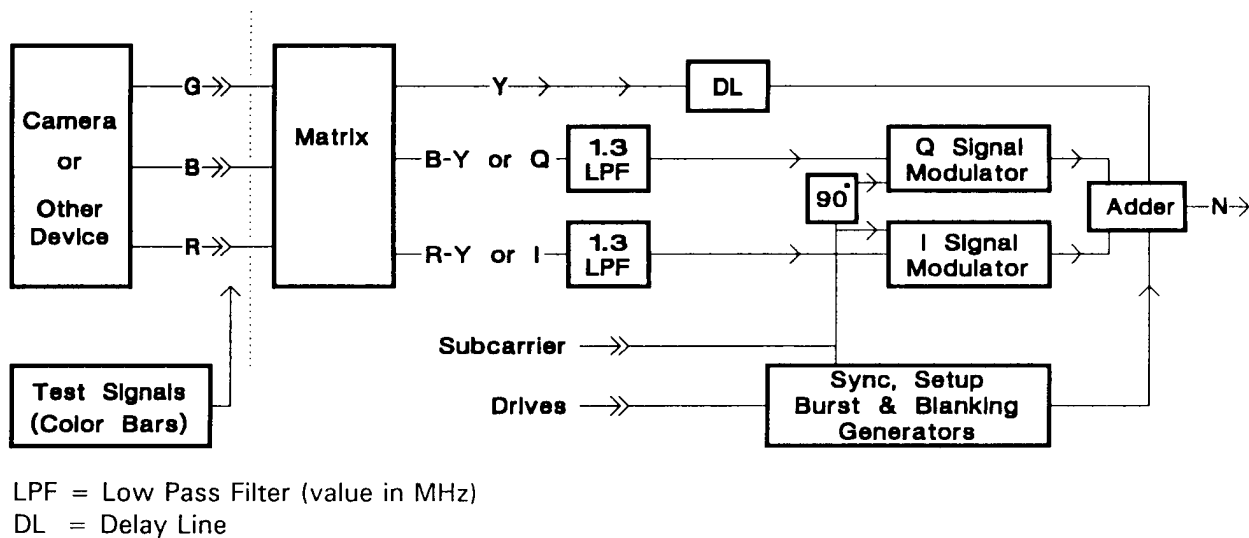 Camera
or
Other
Device
G
B
R
Matrix
Y
DL
B-Y or Q
1.3
LPF
Q Signal
Modulator
90°
Adder
N
R-Y or I
1.3
LPF
I Signal
Modulator
Subcarrier
Drives
Sync, Setup
Burst & Blanking
Generators
Test Signals
(Color Bars)
LPF = Low Pass Filter (value in MHz)
DL = Delay Line